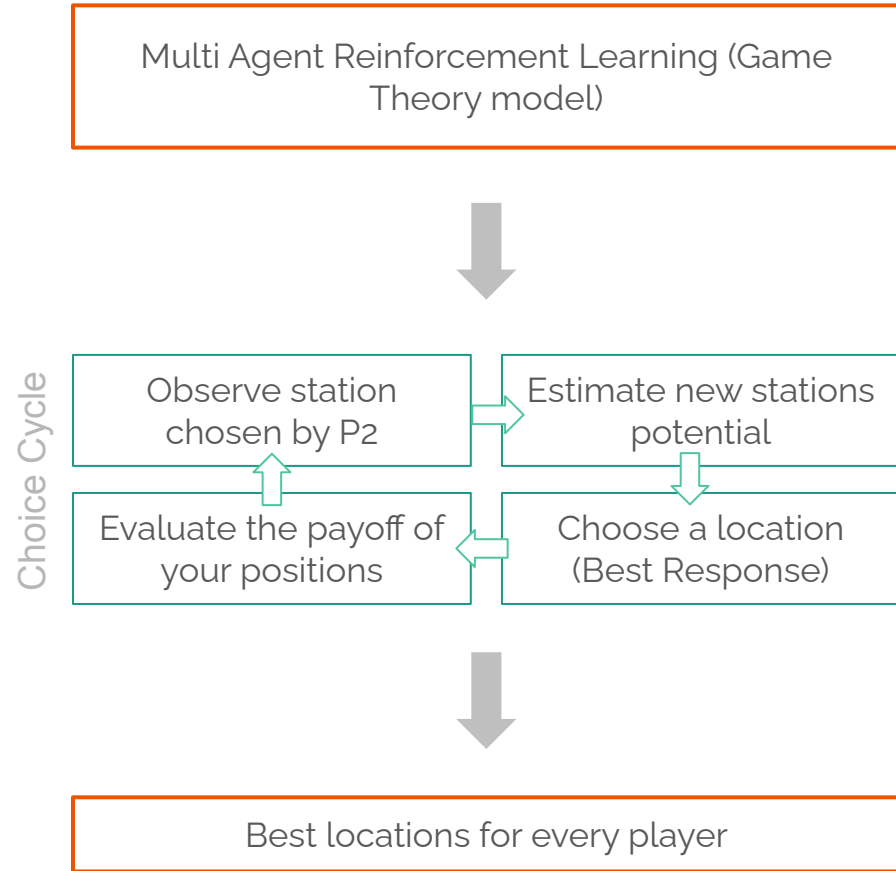 Multi Agent Reinforcement Learning (Game
Theory model)
Choice Cycle
Observe station
chosen by P2
Estimate new stations
potential
Evaluate the payoff of
your positions
Choose a location
(Best Response)
Best locations for every player